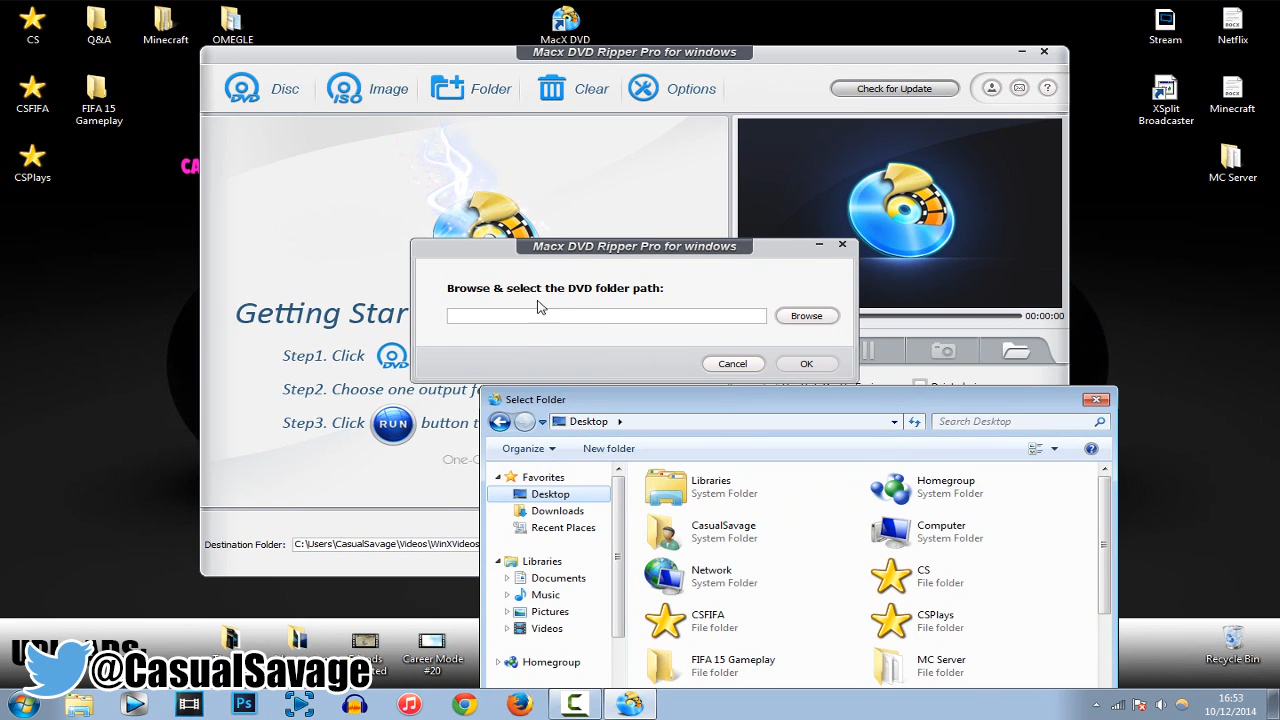 CS
Q&A
Minecraft
OMEGLE
MacX DVD
Stream
Netflix
CSFIFA
FIFA 15
Gameplay
XSplit
Broadcaster
Minecraft
CSPlays
MC Server
Macx DVD Ripper Pro for windows
Disc
Image
Folder
Clear
Options
Check for Update
DVD
ISO
Getting Star
Step1. Click
DVD
Step2. Choose one output f
Step3. Click
RUN
button t
One-C
00:00:00
Destination Folder:
C:\Users\CasualSavage\Videos\WinXVideos
Macx DVD Ripper Pro for windows
Browse & select the DVD folder path:
Browse
Cancel
OK
Select Folder
Desktop
Search Desktop
Organize
New folder
Favorites
Desktop
Downloads
Recent Places
Libraries
Documents
Music
Pictures
Videos
Homegroup
Libraries
System Folder
Homegroup
System Folder
CasualSavage
System Folder
Computer
System Folder
Network
System Folder
CS
File folder
CSFIFA
File folder
CSPlays
File folder
FIFA 15 Gameplay
File folder
MC Server
File folder
Career Mode
#20
Recycle Bin
@CasualSavage
Ps
16:53
10/12/2014